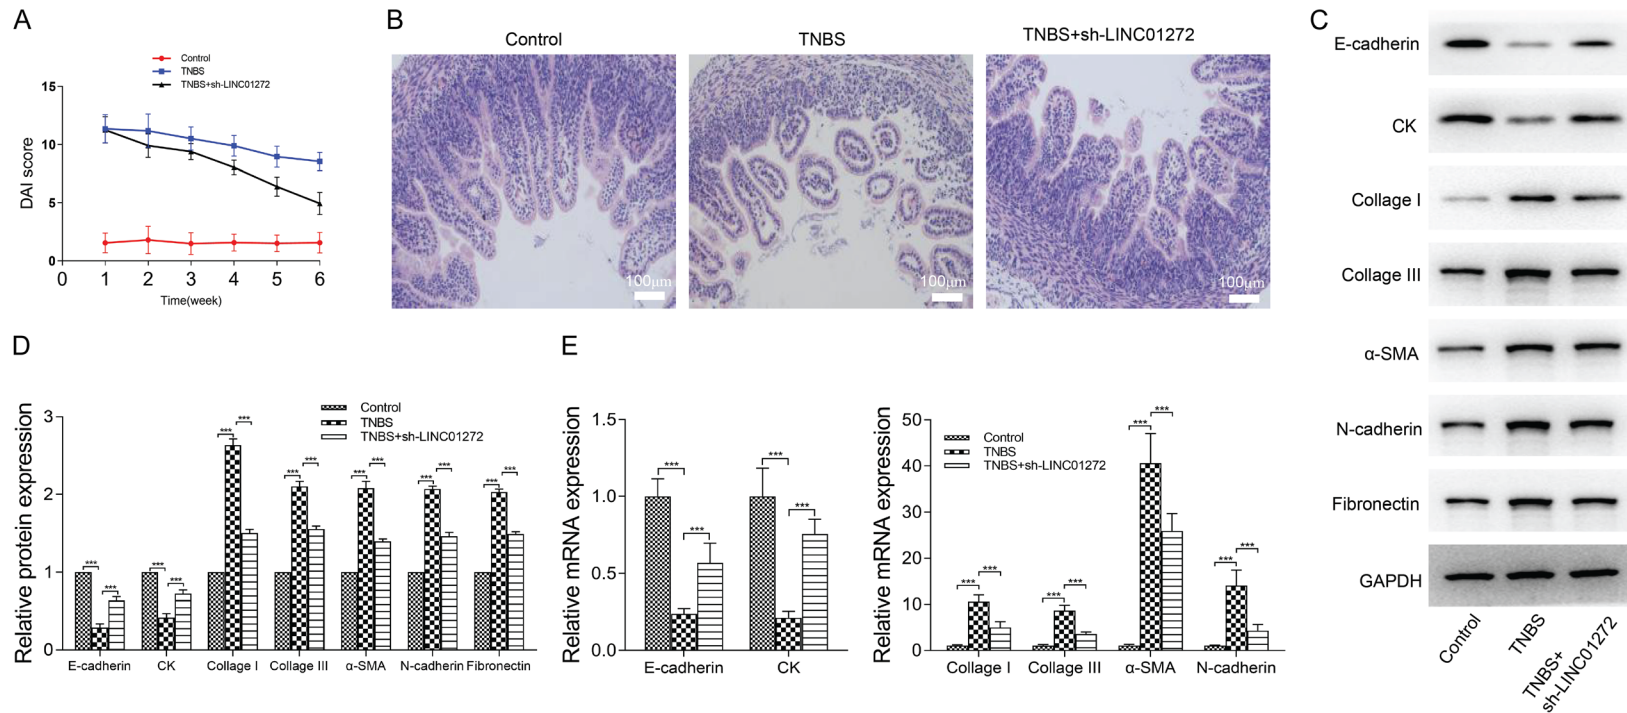 A
Control
TNBS
TNBS+sh-LINC01272
15
10
5
0
DAI score
0 1 2 3 4 5 6
Time(week)
B
Control
TNBS
TNBS+sh-LINC01272
100μm
100μm
100μm
C
E-cadherin
CK
Collage I
Collage III
α-SMA
N-cadherin
Fibronectin
GAPDH
Control
TNBS
TNBS+
sh-LINC01272
D
Relative protein expression
3
2
1
0
Control
TNBS
TNBS+sh-LINC01272
*** *** *** *** *** *** *** *** *** *** *** *** *** ***
E-cadherin CK Collage I Collage III α-SMA N-cadherin Fibronectin
E
Relative mRNA expression
1.5
1.0
0.5
0.0
*** *** *** ***
E-cadherin CK
Relative mRNA expression
50
40
30
20
10
0
Control
TNBS
TNBS+sh-LINC01272
*** *** *** *** *** *** *** ***
Collage I Collage III α-SMA N-cadherin